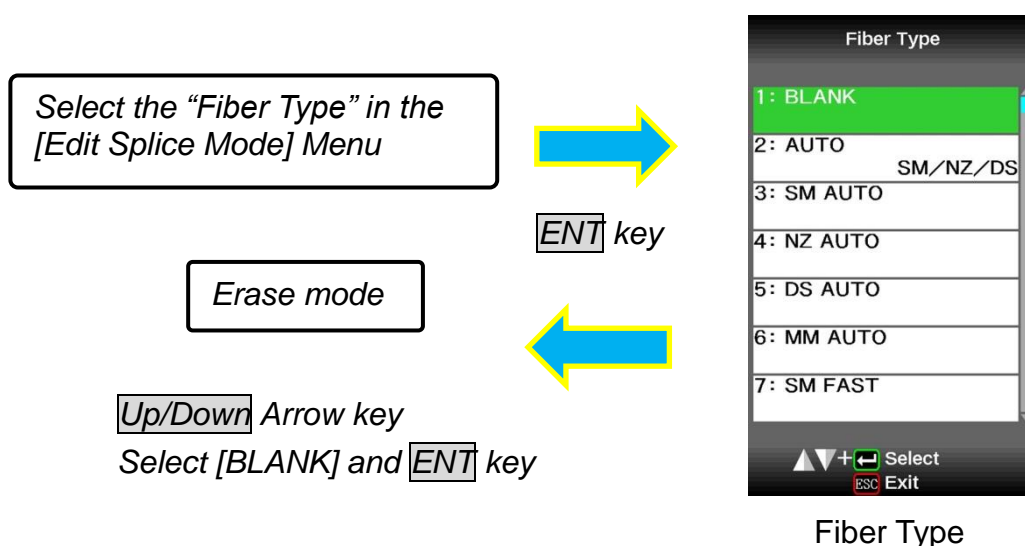 Select the “Fiber Type” in the
[Edit Splice Mode] Menu
ENT key
Erase mode
Up/Down Arrow key
Select [BLANK] and ENT key
Fiber Type
1: BLANK
2: AUTO
SM/NZ/DS
3: SM AUTO
4: NZ AUTO
5: DS AUTO
6: MM AUTO
7: SM FAST
+ Select
ESC Exit
Fiber Type